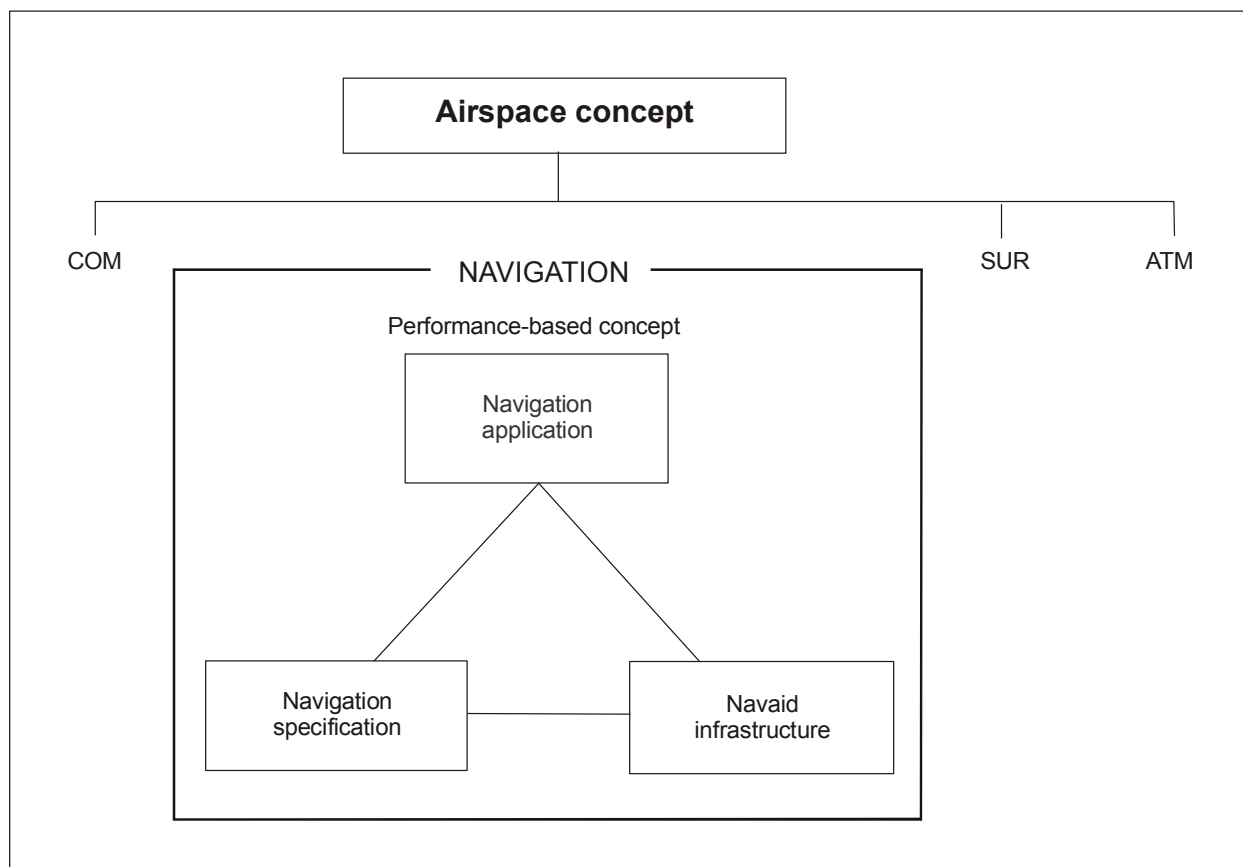 Airspace concept
COM
SUR
ATM
NAVIGATION
Performance-based concept
Navigation
application
Navigation
specification
Navaid
infrastructure